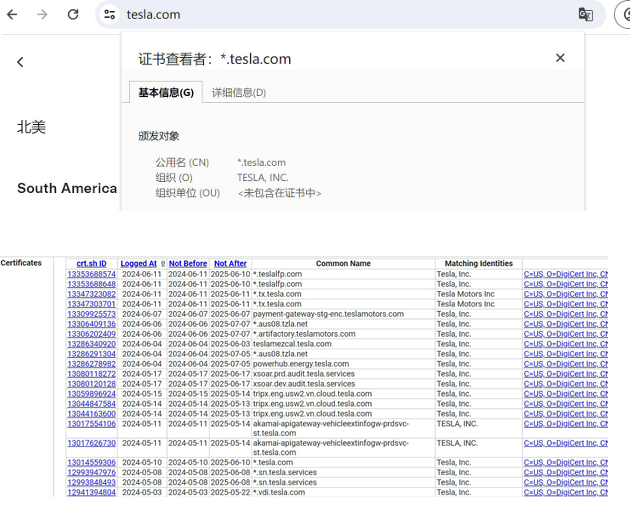 tesla.com
证书查看者：*.tesla.com
基本信息(G) 详细信息(D)
北美
颁发对象
公用名 (CN) *.tesla.com
组织 (O) TESLA, INC.
South America
组织单位 (OU) <未包含在证书中>
Certificates crt.sh ID Logged At ⇧ Not Before Not After Common Name Matching Identities
13353688574 2024-06-11 2024-06-11 2025-06-10 *.teslalfp.com Tesla, Inc. C=US, O=DigiCert Inc, CN
13353688648 2024-06-11 2024-06-11 2025-06-10 *.teslalfp.com Tesla, Inc. C=US, O=DigiCert Inc, CN
13347323082 2024-06-11 2024-06-11 2025-06-10 *.tx.tesla.com Tesla Motors Inc C=US, O=DigiCert Inc, CN
13347303701 2024-06-11 2024-06-11 2025-06-10 *.tx.tesla.com Tesla Motors Inc C=US, O=DigiCert Inc, CN
13309925573 2024-06-07 2024-06-07 2025-06-07 payment-gateway-stg-enc.teslamotors.com Tesla, Inc. C=US, O=DigiCert Inc, CN
13306409136 2024-06-06 2024-06-06 2025-07-07 *.aus08.tzla.net Tesla, Inc. C=US, O=DigiCert Inc, CN
13306202409 2024-06-06 2024-06-06 2025-07-07 *.artifactory.teslamotors.com Tesla, Inc. C=US, O=DigiCert Inc, CN
13286340920 2024-06-04 2024-06-04 2025-06-03 teslamezcal.tesla.com Tesla, Inc. C=US, O=DigiCert Inc, CN
13286291304 2024-06-04 2024-06-04 2025-07-05 *.aus08.tzla.net Tesla, Inc. C=US, O=DigiCert Inc, CN
13286278982 2024-06-04 2024-06-04 2025-07-05 powerhub.energy.tesla.com Tesla, Inc. C=US, O=DigiCert Inc, CN
13080118272 2024-05-17 2024-05-17 2025-06-17 xsoar.prd.audit.tesla.services Tesla, Inc. C=US, O=DigiCert Inc, CN
13080120128 2024-05-17 2024-05-17 2025-06-17 xsoar.dev.audit.tesla.services Tesla, Inc. C=US, O=DigiCert Inc, CN
13059896924 2024-05-15 2024-05-15 2025-05-14 tripx.eng.usw2.vn.cloud.tesla.com Tesla, Inc. C=US, O=DigiCert Inc, CN
13044847584 2024-05-14 2024-05-14 2025-05-13 tripx.eng.usw2.vn.cloud.tesla.com Tesla, Inc. C=US, O=DigiCert Inc, CN
13044163600 2024-05-14 2024-05-14 2025-05-13 tripx.eng.usw2.vn.cloud.tesla.com Tesla, Inc. C=US, O=DigiCert Inc, CN
13017554106 2024-05-11 2024-05-11 2025-05-14 akamai-apigateway-vehicleextinfogw-prdsvc- TESLA, INC. C=US, O=DigiCert Inc, CN
st.tesla.com
13017626730 2024-05-11 2024-05-11 2025-05-14 akamai-apigateway-vehicleextinfogw-prdsvc- TESLA, INC. C=US, O=DigiCert Inc, CN
st.tesla.com
13014559306 2024-05-10 2024-05-10 2025-05-10 *.tesla.com Tesla, Inc. C=US, O=DigiCert Inc, CN
12993947976 2024-05-08 2024-05-08 2025-06-08 *.sn.tesla.services Tesla, Inc. C=US, O=DigiCert Inc, CN
12993848493 2024-05-08 2024-05-08 2025-06-08 *.sn.tesla.services Tesla, Inc. C=US, O=DigiCert Inc, CN
12941394804 2024-05-03 2024-05-03 2025-05-22 *.vdi.tesla.com Tesla, Inc. C=US, O=DigiCert Inc, CN